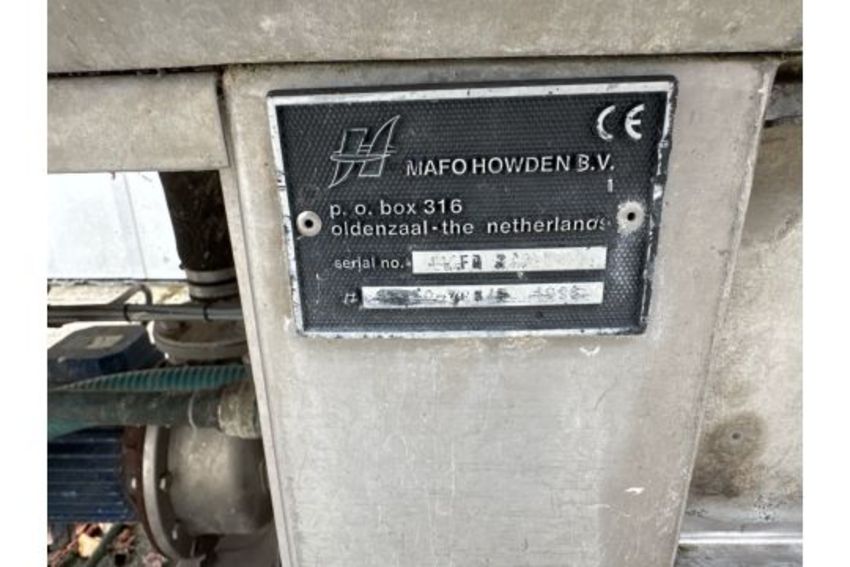 CE
MAFO HOWDEN B.V.
p. o. box 316
oldenzaal - the netherlands
serial no.
#